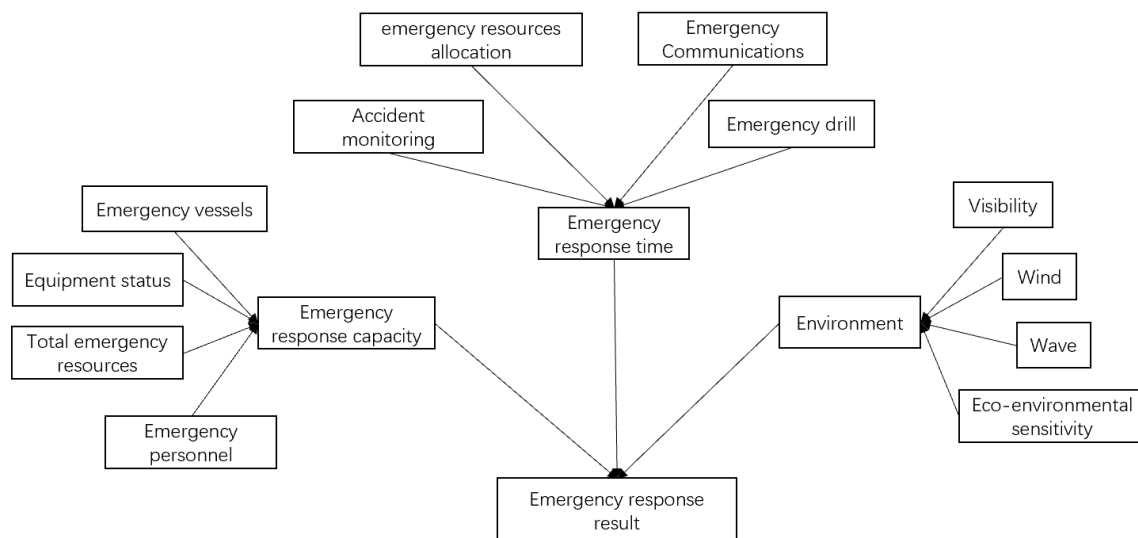 emergency resources
allocation
Emergency
Communications
Accident
monitoring
Emergency drill
Emergency vessels
Emergency
response time
Visibility
Equipment status
Wind
Emergency
response capacity
Environment
Total emergency
resources
Wave
Emergency
personnel
Eco-environmental
sensitivity
Emergency response
result